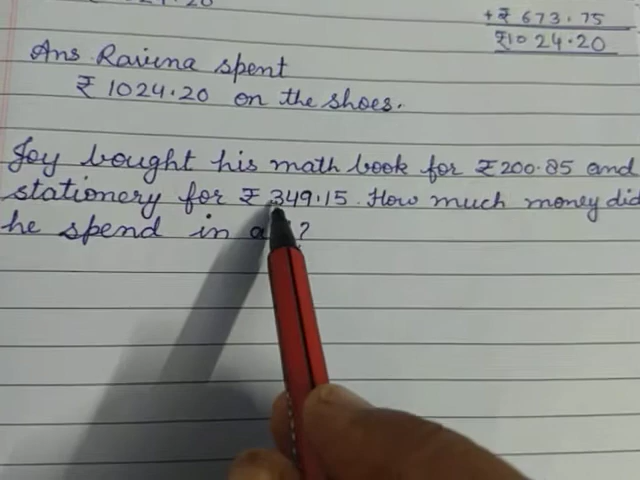 +₹ 673.75
₹1024.20
Ans Ravina spent
₹ 1024.20 on the shoes.
Joy bought his math book for ₹200.85 and
stationery for ₹ 349.15. How much money did
he spend in ?